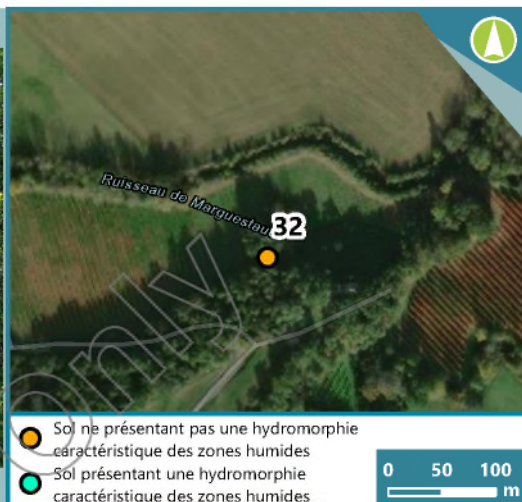 Ruisseau de Marguestau
32
only
Sol ne présentant pas une hydromorphie
caractéristique des zones humides
Sol présentant une hydromorphie
caractéristique des zones humides
0 50 100
m